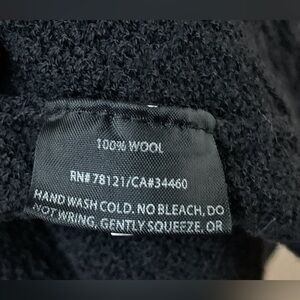 100% WOOL
RN# 78121/CA#34460
HAND WASH COLD. NO BLEACH, DO
NOT WRING, GENTLY SQUEEZE, OR